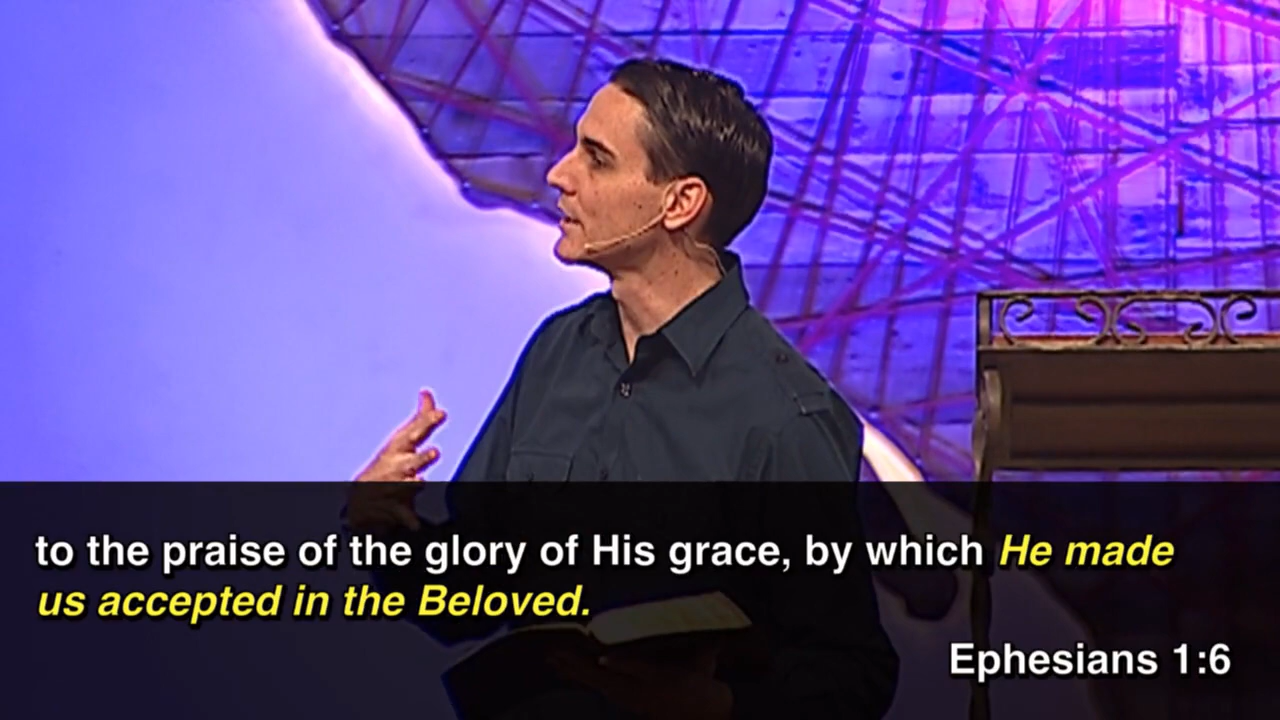 to the praise of the glory of His grace, by which He made
us accepted in the Beloved.
Ephesians 1:6